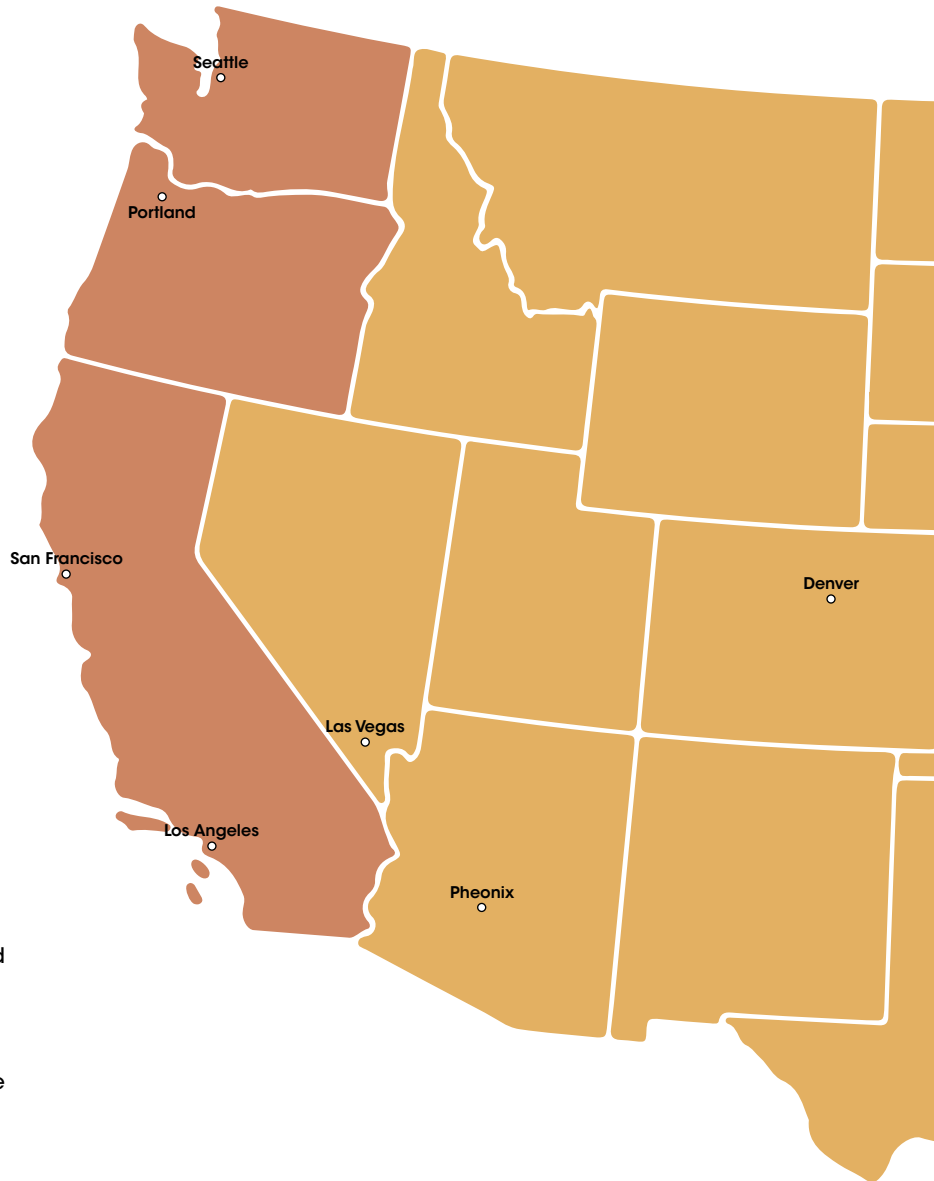 Seattle
Portland
San Francisco
Denver
Las Vegas
Los Angeles
Pheonix
d
e